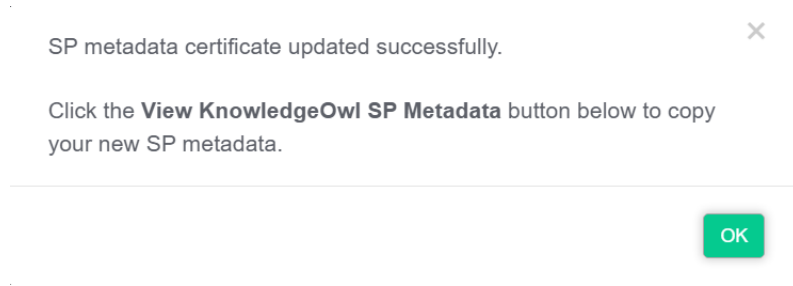 SP metadata certificate updated successfully.
Click the View KnowledgeOwl SP Metadata button below to copy
your new SP metadata.
OK